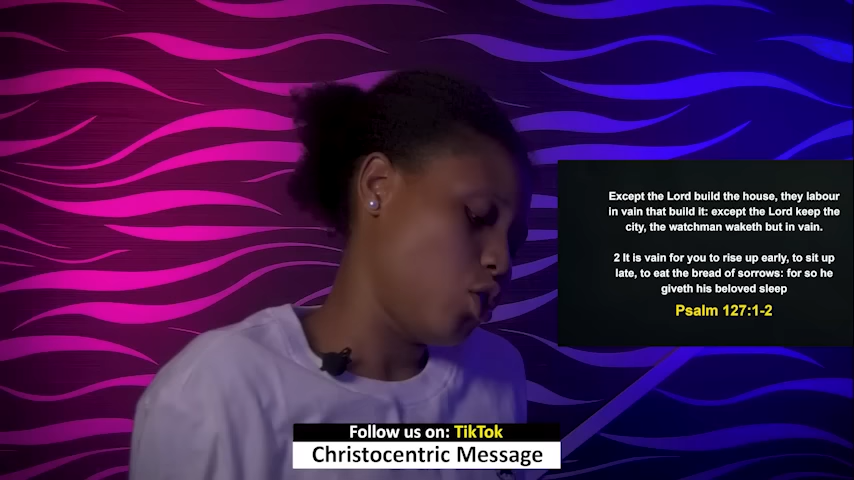 Except the Lord build the house, they labour
in vain that build it: except the Lord keep the
city, the watchman waketh but in vain.
2 It is vain for you to rise up early, to sit up
late, to eat the bread of sorrows: for so he
giveth his beloved sleep
Psalm 127:1-2
Follow us on: TikTok
Christocentric Message